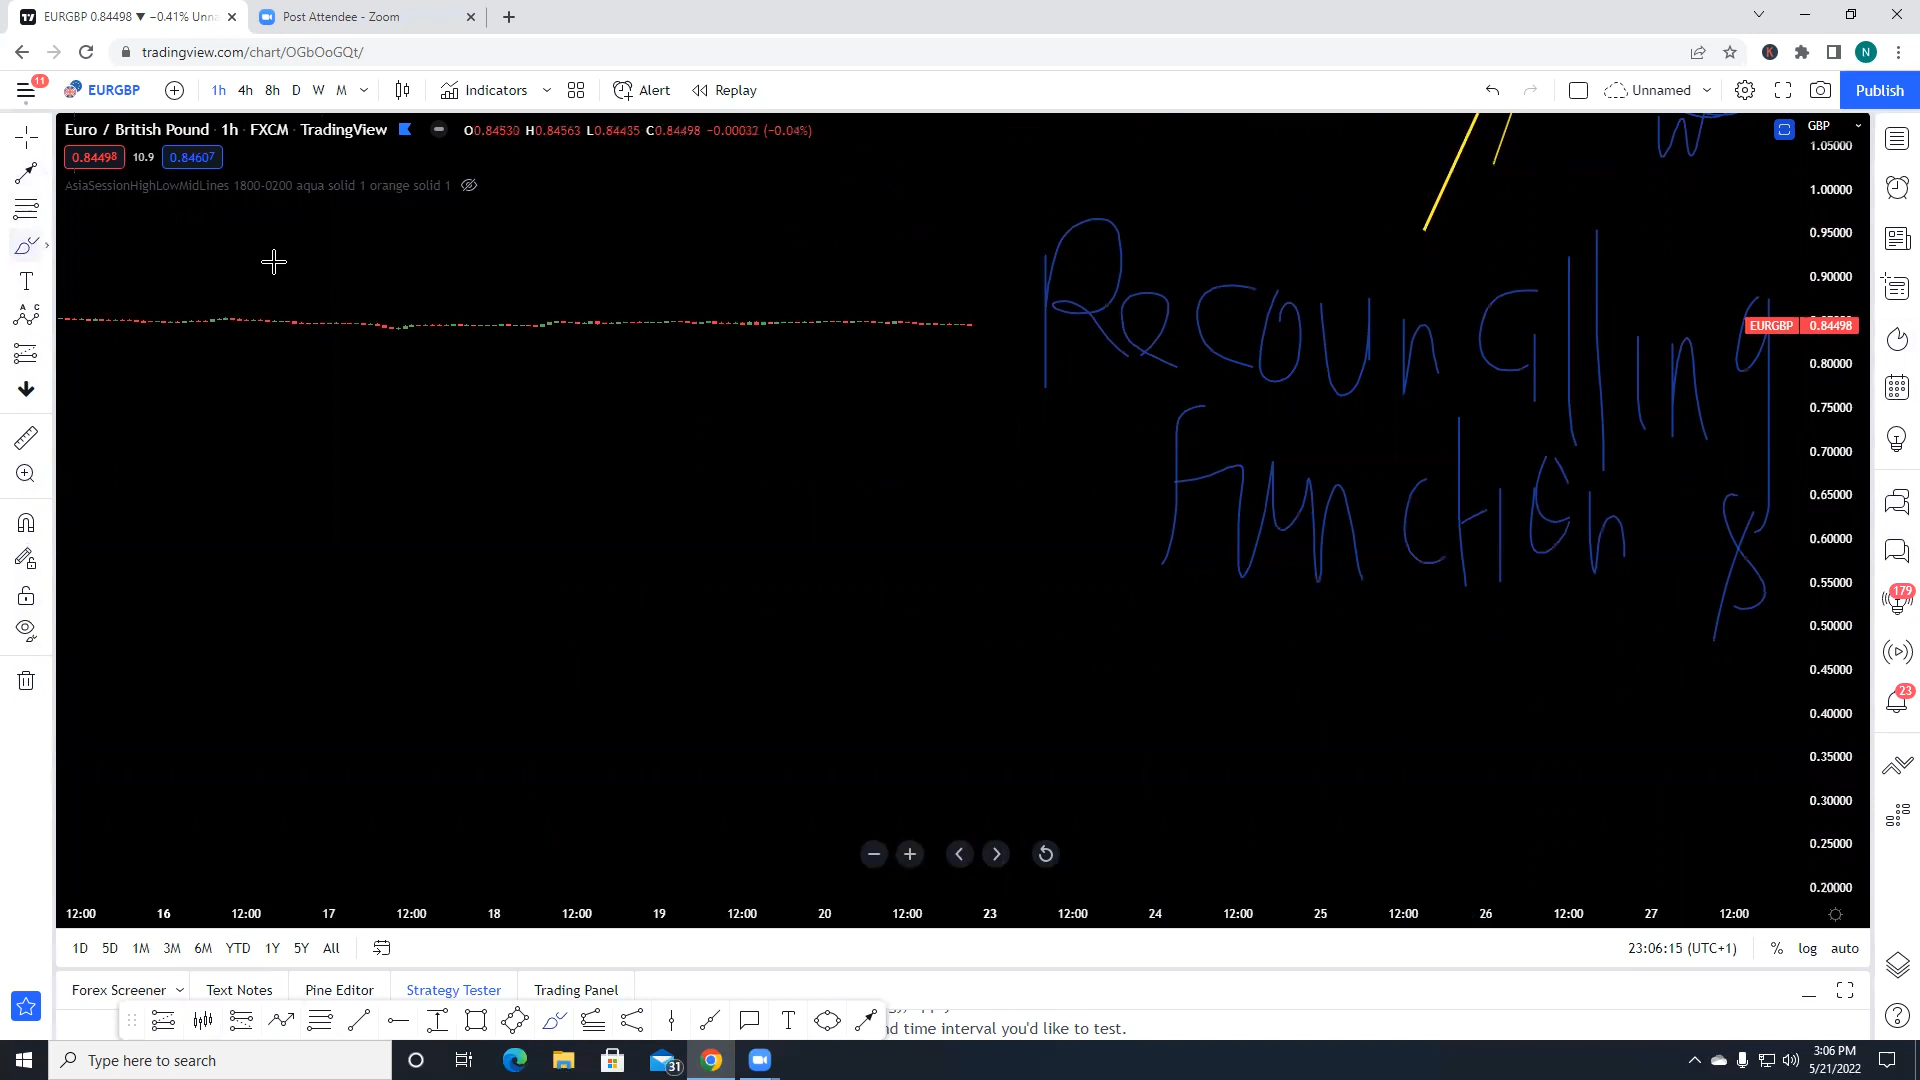 EURGBP 0.84498 ▼ −0.41% Unna
Post Attendee - Zoom
tradingview.com/chart/OGbOoGQt/
N
11
EURGBP
1h 4h 8h D W M
Indicators
Alert
Replay
Unnamed
Publish
Euro / British Pound · 1h · FXCM · TradingView
O0.84530 H0.84563 L0.84435 C0.84498 −0.00032 (−0.04%)
GBP
0.84498 10.9 0.84607
AsiaSessionHighLowMidLines 1800-0200 aqua solid 1 orange solid 1
1.05000
1.00000
0.95000
0.90000
EURGBP 0.84498
0.80000
0.75000
0.70000
0.65000
0.60000
0.55000
0.50000
0.45000
0.40000
0.35000
0.30000
0.25000
0.20000
Functions
179
23
12:00 16 12:00 17 12:00 18 12:00 19 12:00 20 12:00 23 12:00 24 12:00 25 12:00 26 12:00 27 12:00
1D 5D 1M 3M 6M YTD 1Y 5Y All
23:06:15 (UTC+1) % log auto
Forex Screener Text Notes Pine Editor Strategy Tester Trading Panel
nd time interval you'd like to test.
Type here to search
31
3:06 PM
5/21/2022